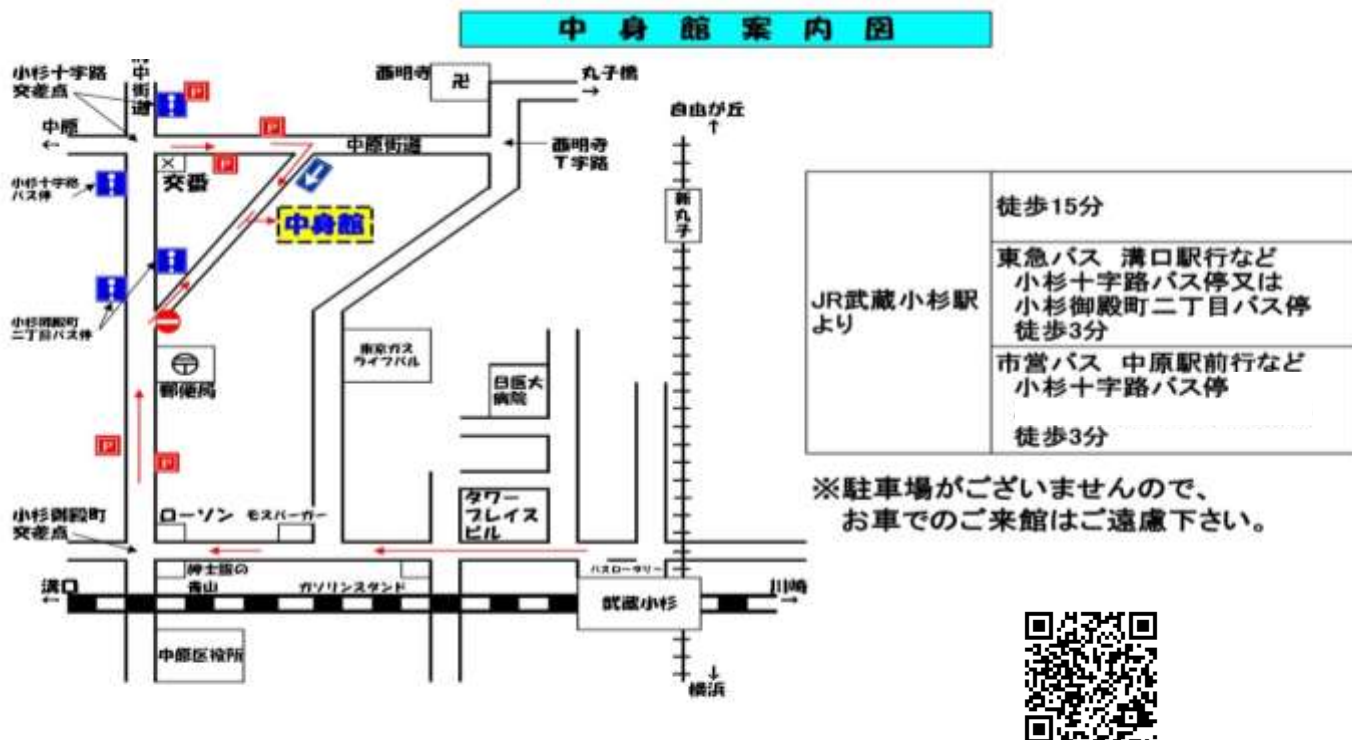 中身館案内図
小杉十字路
交差点
中街道
P
西明寺
卍
丸子橋
→
自由が丘
↑
中原
←
P
中原街道
西明寺
T字路
P
交番
小杉十字路
バス停
新丸子
中身館
小杉御殿町
二丁目バス停
〒
郵便局
東京ガス
ライフバル
日医大
病院
P
P
小杉御殿町
交差点
ローソン
モスバーガー
タワー
プレイス
ビル
紳士服の
青山
ガソリンスタンド
バスロータリー
溝口
←
武蔵小杉
川崎
→
中原区役所
↓
横浜
JR武蔵小杉駅
より
徒歩15分
東急バス 溝口駅行など
小杉十字路バス停又は
小杉御殿町二丁目バス停
徒歩3分
市営バス 中原駅前行など
小杉十字路バス停
徒歩3分
※駐車場がございませんので、
お車でのご来館はご遠慮下さい。